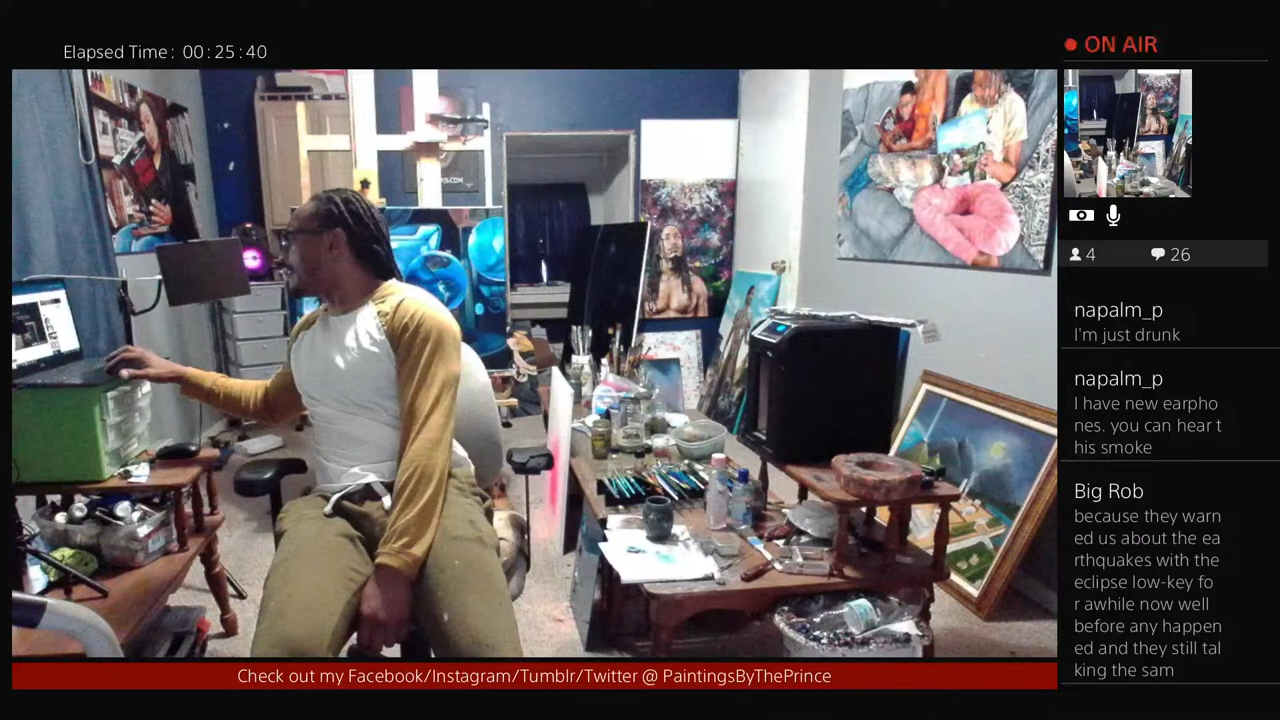 Elapsed Time: 00:25:40
ON AIR
4
26
napalm_p
I'm just drunk
napalm_p
I have new earpho
nes. you can hear t
his smoke
Big Rob
because they warn
ed us about the ea
rthquakes with the
eclipse low-key fo
r awhile now well
before any happen
ed and they still tal
king the sam
Check out my Facebook/Instagram/Tumblr/Twitter @ PaintingsByThePrince